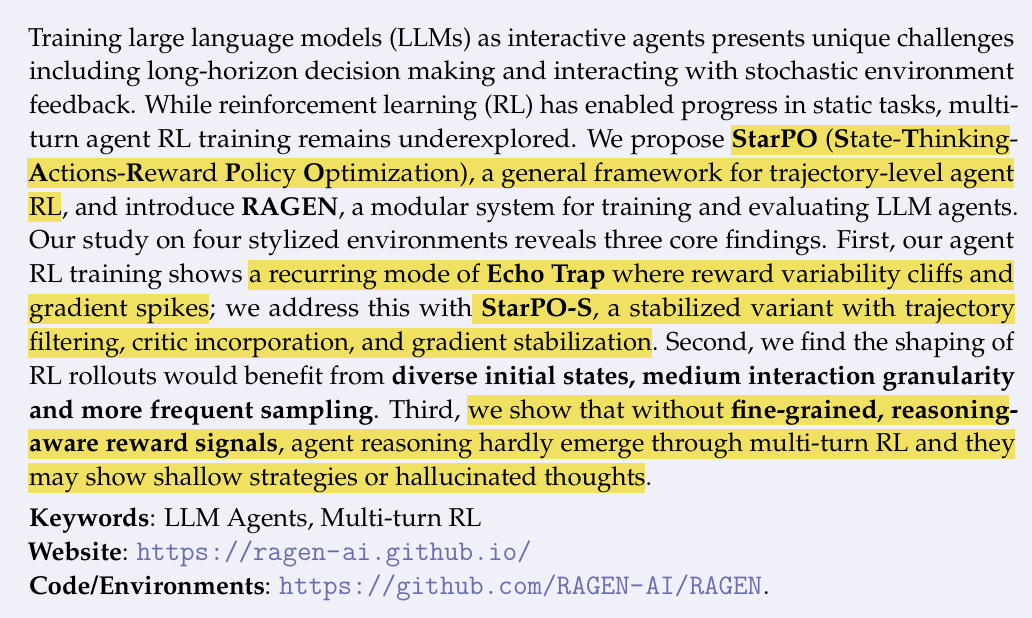 Training large language models (LLMs) as interactive agents presents unique challenges
including long-horizon decision making and interacting with stochastic environment
feedback. While reinforcement learning (RL) has enabled progress in static tasks, multi-
turn agent RL training remains underexplored. We propose StarPO (State-Thinking-
Actions-Reward Policy Optimization), a general framework for trajectory-level agent
RL, and introduce RAGEN, a modular system for training and evaluating LLM agents.
Our study on four stylized environments reveals three core findings. First, our agent
RL training shows a recurring mode of Echo Trap where reward variability cliffs and
gradient spikes; we address this with StarPO-S, a stabilized variant with trajectory
filtering, critic incorporation, and gradient stabilization. Second, we find the shaping of
RL rollouts would benefit from diverse initial states, medium interaction granularity
and more frequent sampling. Third, we show that without fine-grained, reasoning-
aware reward signals, agent reasoning hardly emerge through multi-turn RL and they
may show shallow strategies or hallucinated thoughts.
Keywords: LLM Agents, Multi-turn RL
Website: https://ragen-ai.github.io/
Code/Environments: https://github.com/RAGEN-AI/RAGEN.